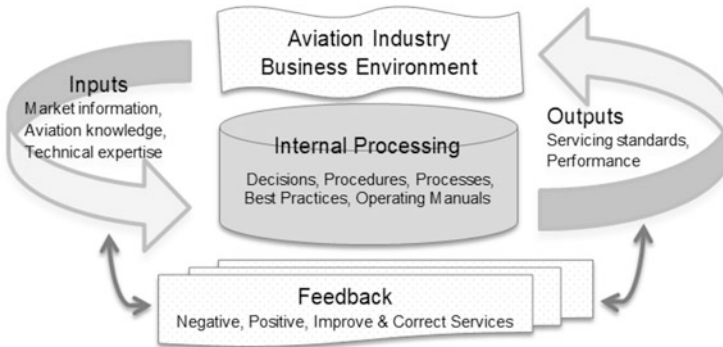 Aviation Industry
Business Environment
Inputs
Market information,
Aviation knowledge,
Technical expertise
Internal Processing
Decisions, Procedures, Processes,
Best Practices, Operating Manuals
Outputs
Servicing standards,
Performance
Feedback
Negative, Positive, Improve & Correct Services